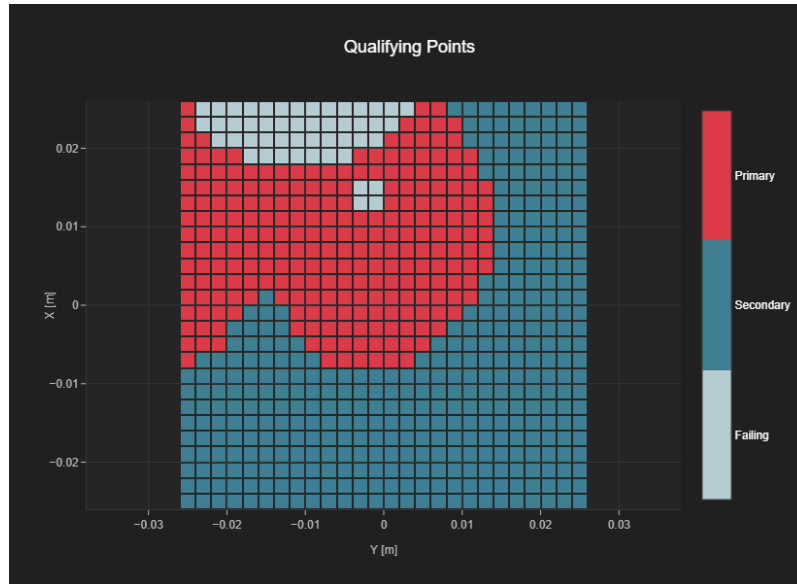 Qualifying Points
0.02
0.01
0
−0.01
−0.02
X [m]
−0.03
−0.02
−0.01
0
0.01
0.02
0.03
Y [m]
Primary
Secondary
Failing